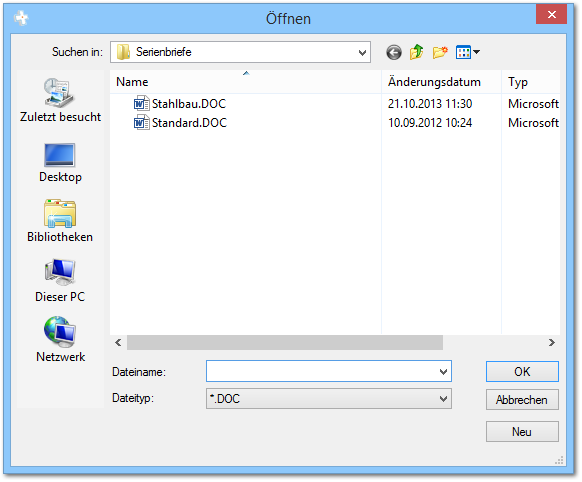 Öffnen
Suchen in: Serienbriefe
Name Änderungsdatum Typ
Stahlbau.DOC 21.10.2013 11:30 Microsoft
Standard.DOC 10.09.2012 10:24 Microsoft
Zuletzt besucht
Desktop
Bibliotheken
Dieser PC
Netzwerk
Dateiname: OK
Dateityp: *.DOC Abbrechen
Neu